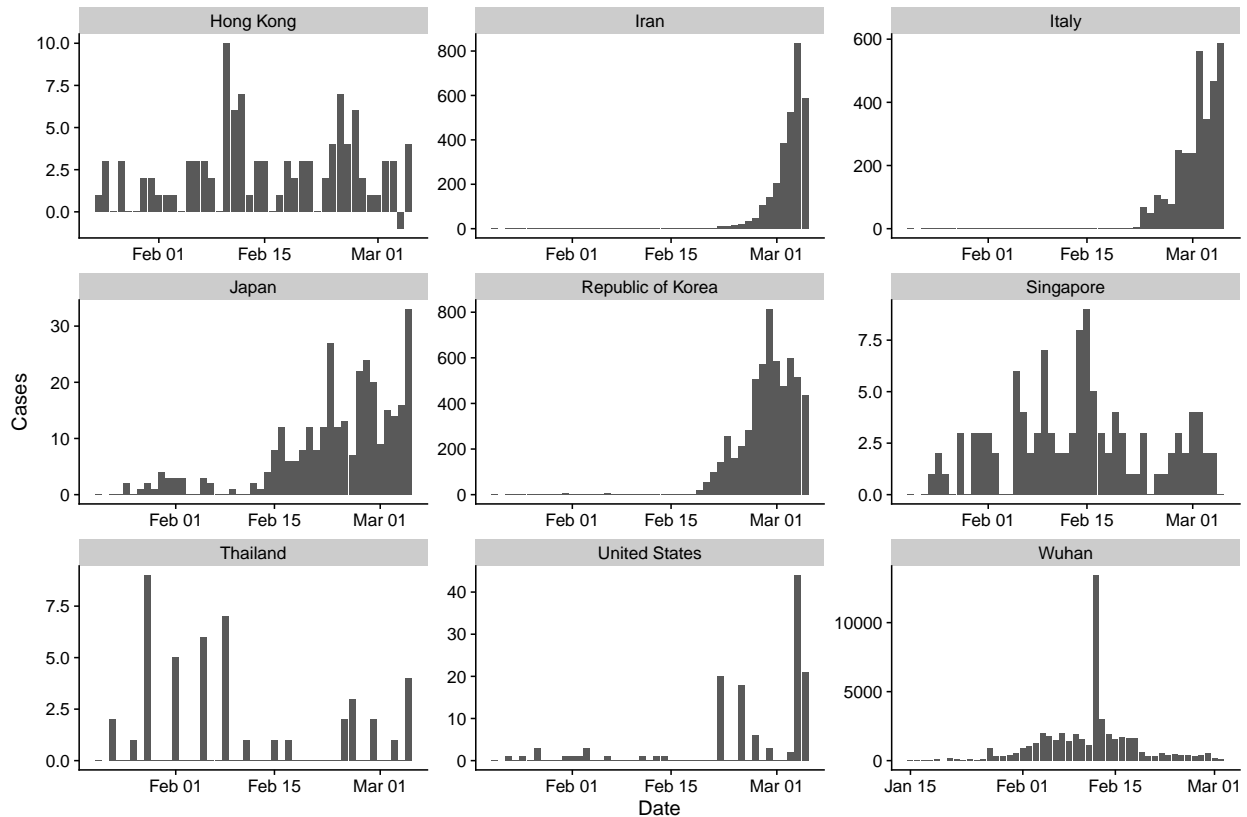 Hong Kong
Iran
Italy
10.0
7.5
5.0
2.5
0.0
800
600
400
200
0
600
400
200
0
Feb 01 Feb 15 Mar 01
Feb 01 Feb 15 Mar 01
Feb 01 Feb 15 Mar 01
Japan
Republic of Korea
Singapore
Cases
30
20
10
0
800
600
400
200
0
7.5
5.0
2.5
0.0
Feb 01 Feb 15 Mar 01
Feb 01 Feb 15 Mar 01
Feb 01 Feb 15 Mar 01
Thailand
United States
Wuhan
7.5
5.0
2.5
0.0
40
30
20
10
0
10000
5000
0
Feb 01 Feb 15 Mar 01
Feb 01 Feb 15 Mar 01
Jan 15 Feb 01 Feb 15 Mar 01
Date